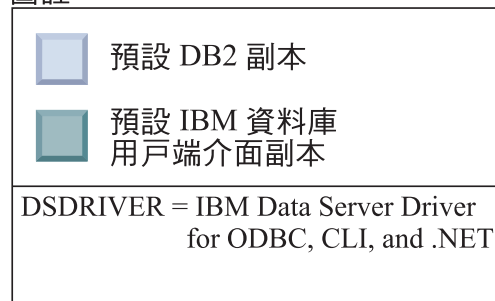 圖註
預設 DB2 副本
預設 IBM 資料庫
用戶端介面副本
DSDRIVER = IBM Data Server Driver
for ODBC, CLI, and .NET